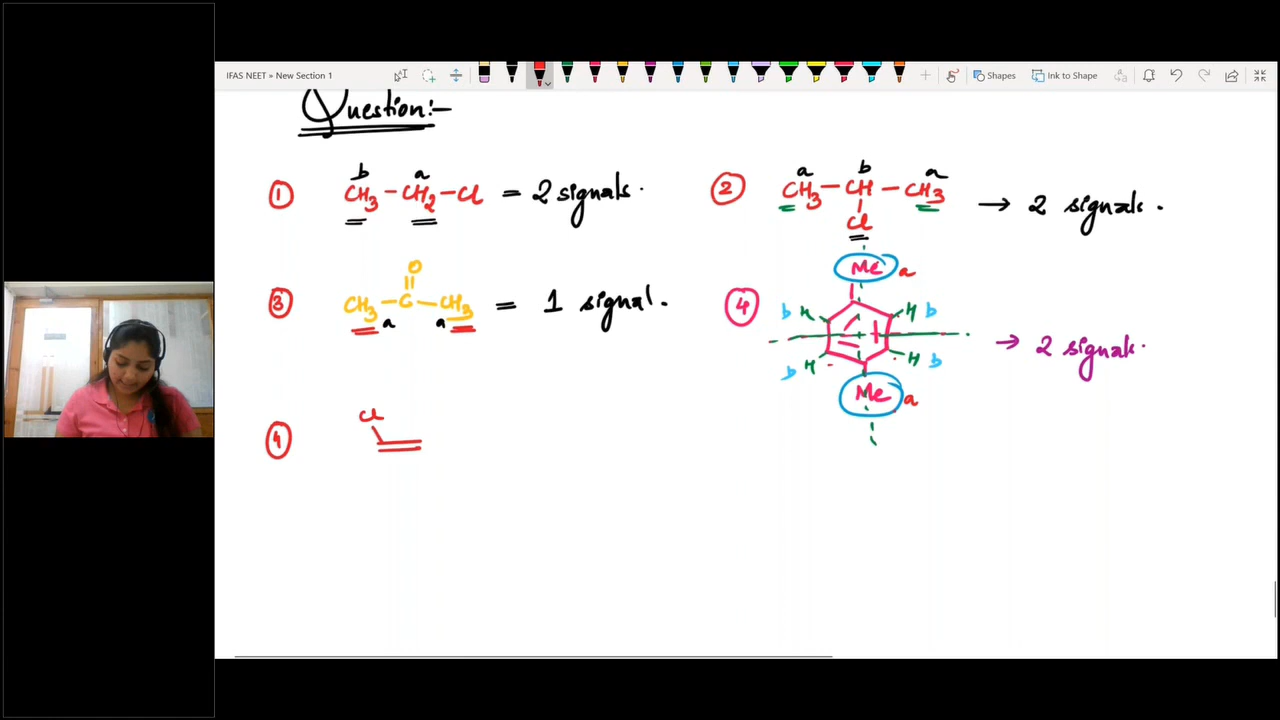 IFAS NEET » New Section 1
Shapes
Ink to Shape
Question:-
b a
① CH3-CH2-Cl = 2 signals.
a b a
② CH3-CH-CH3 → 2 signals.
Cl
O
③ CH3-C-CH3 = 1 signal.
a a
Me a
④
b H H b
b H H b
→ 2 signals.
Me a
④
Cl